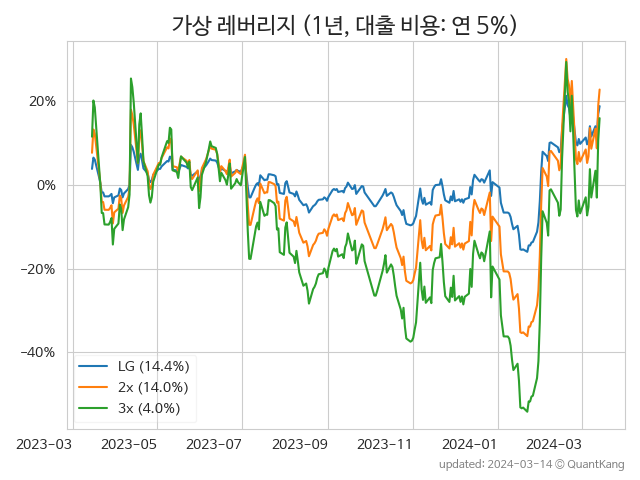 가상 레버리지 (1년, 대출 비용: 연 5%)
20%
0%
−20%
−40%
LG (14.4%)
2x (14.0%)
3x (4.0%)
2023-03 2023-05 2023-07 2023-09 2023-11 2024-01 2024-03
updated: 2024-03-14 © QuantKang